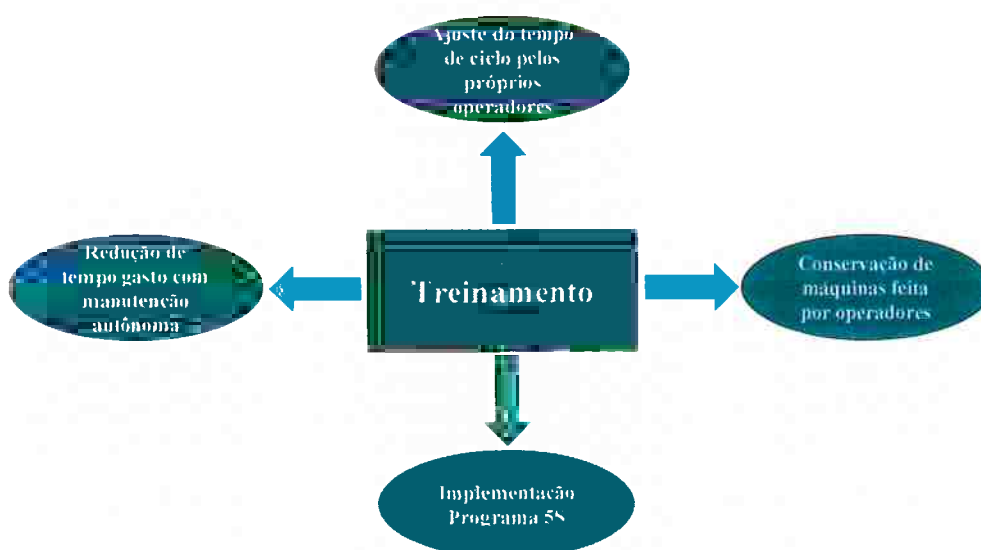 Ajuste do tempo
de ciclo pelos
próprios
operadores
Redução de
tempo gasto com
manutenção
autônoma
Treinamento
Conservação de
maquinas feita
por operadores
Implementação
Programa 5S